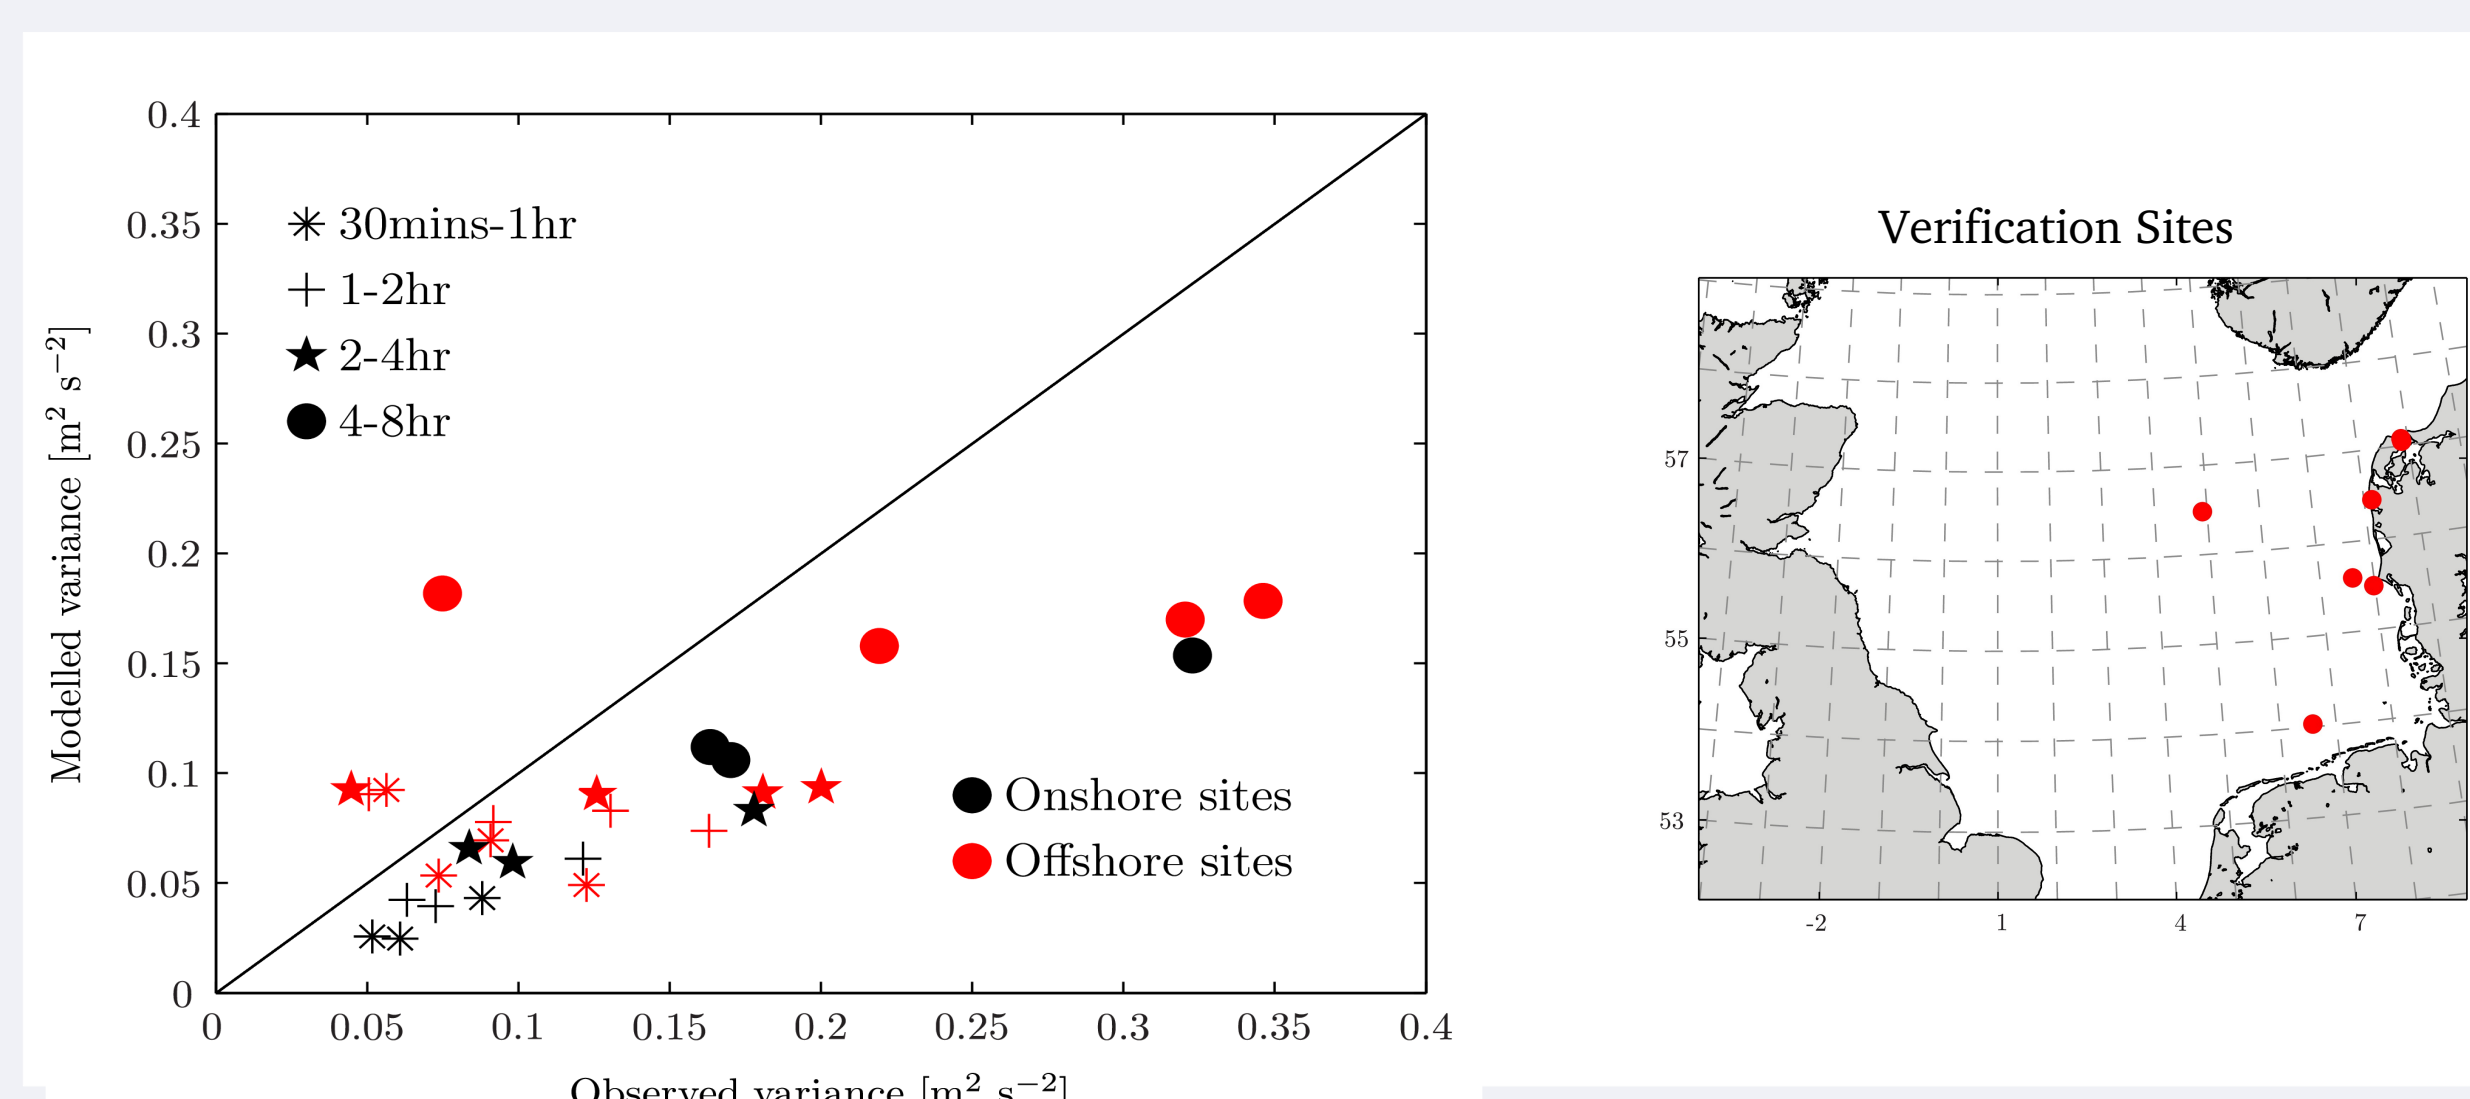 0.4
0.35
0.3
0.25
0.2
0.15
0.1
0.05
0
Modelled variance [m² s⁻²]
30mins-1hr
1-2hr
2-4hr
4-8hr
Onshore sites
Offshore sites
0 0.05 0.1 0.15 0.2 0.25 0.3 0.35 0.4
Observed variance [m² s⁻²]
Verification Sites
57
55
53
-2 1 4 7